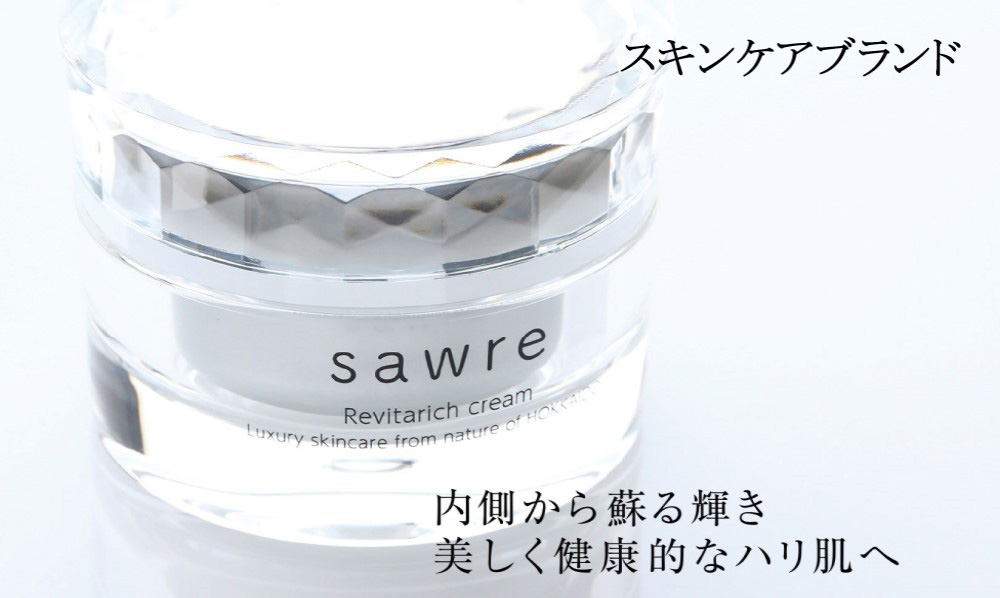 スキンケアブランド
sawre
Revitarich cream
Luxury skincare from nature of HOKKAIDO
内側から蘇る輝き
美しく健康的なハリ肌へ